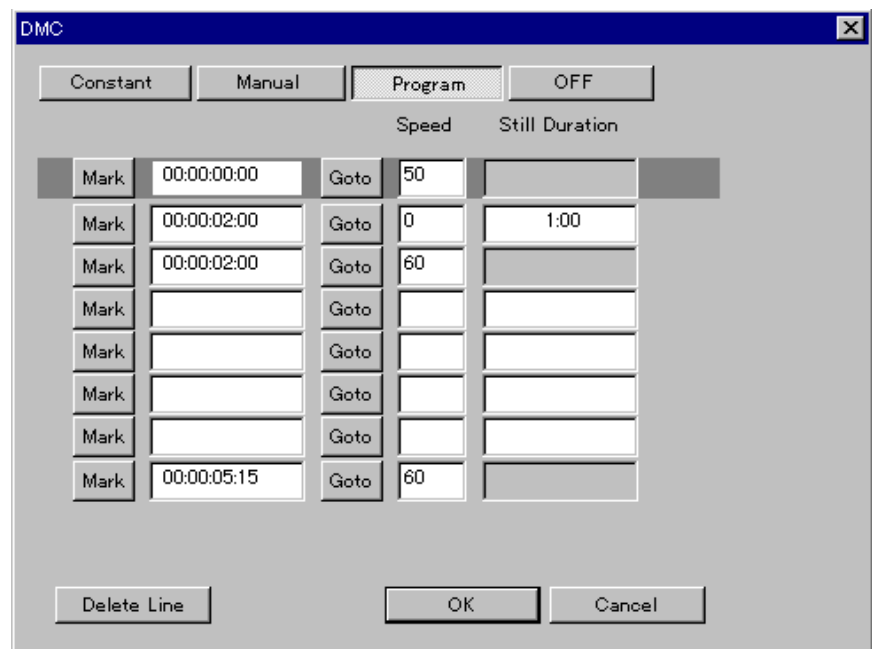 DMC
Constant Manual Program OFF
Speed Still Duration
Mark 00:00:00:00 Goto 50
Mark 00:00:02:00 Goto 0 1:00
Mark 00:00:02:00 Goto 60
Mark Goto
Mark Goto
Mark Goto
Mark Goto
Mark 00:00:05:15 Goto 60
Delete Line OK Cancel